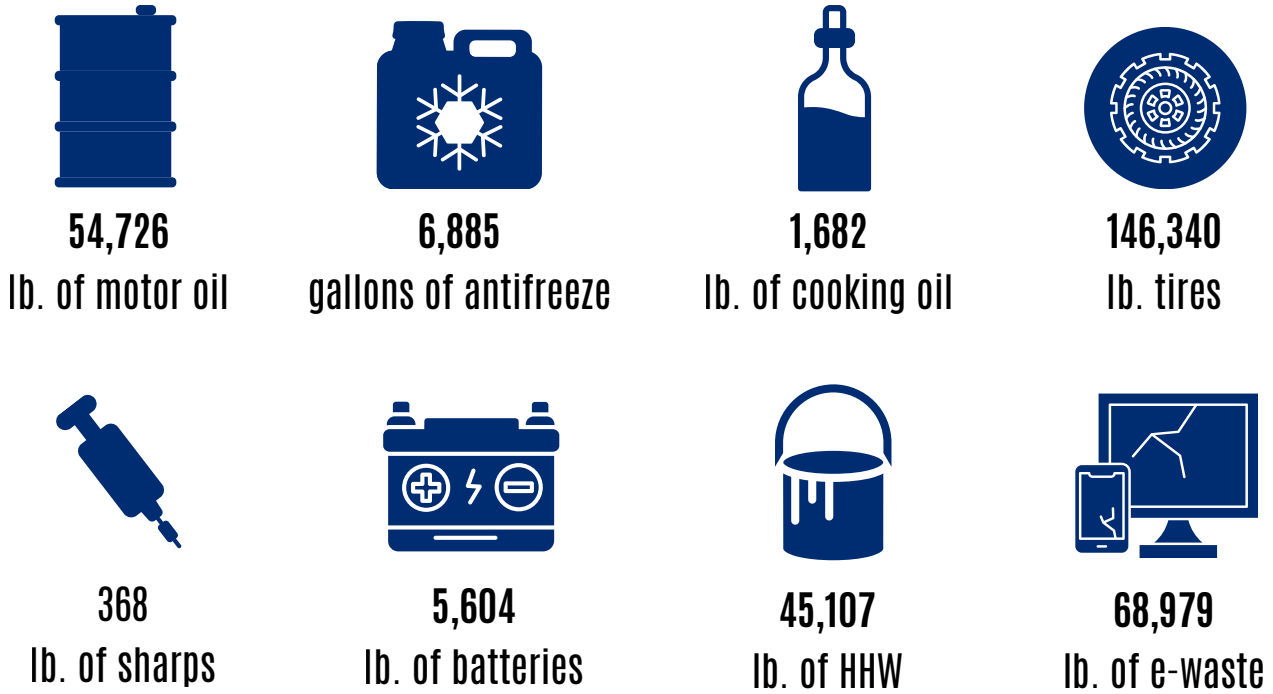 54,726
lb. of motor oil
6,885
gallons of antifreeze
1,682
lb. of cooking oil
146,340
lb. tires
368
lb. of sharps
5,604
lb. of batteries
45,107
lb. of HHW
68,979
lb. of e-waste